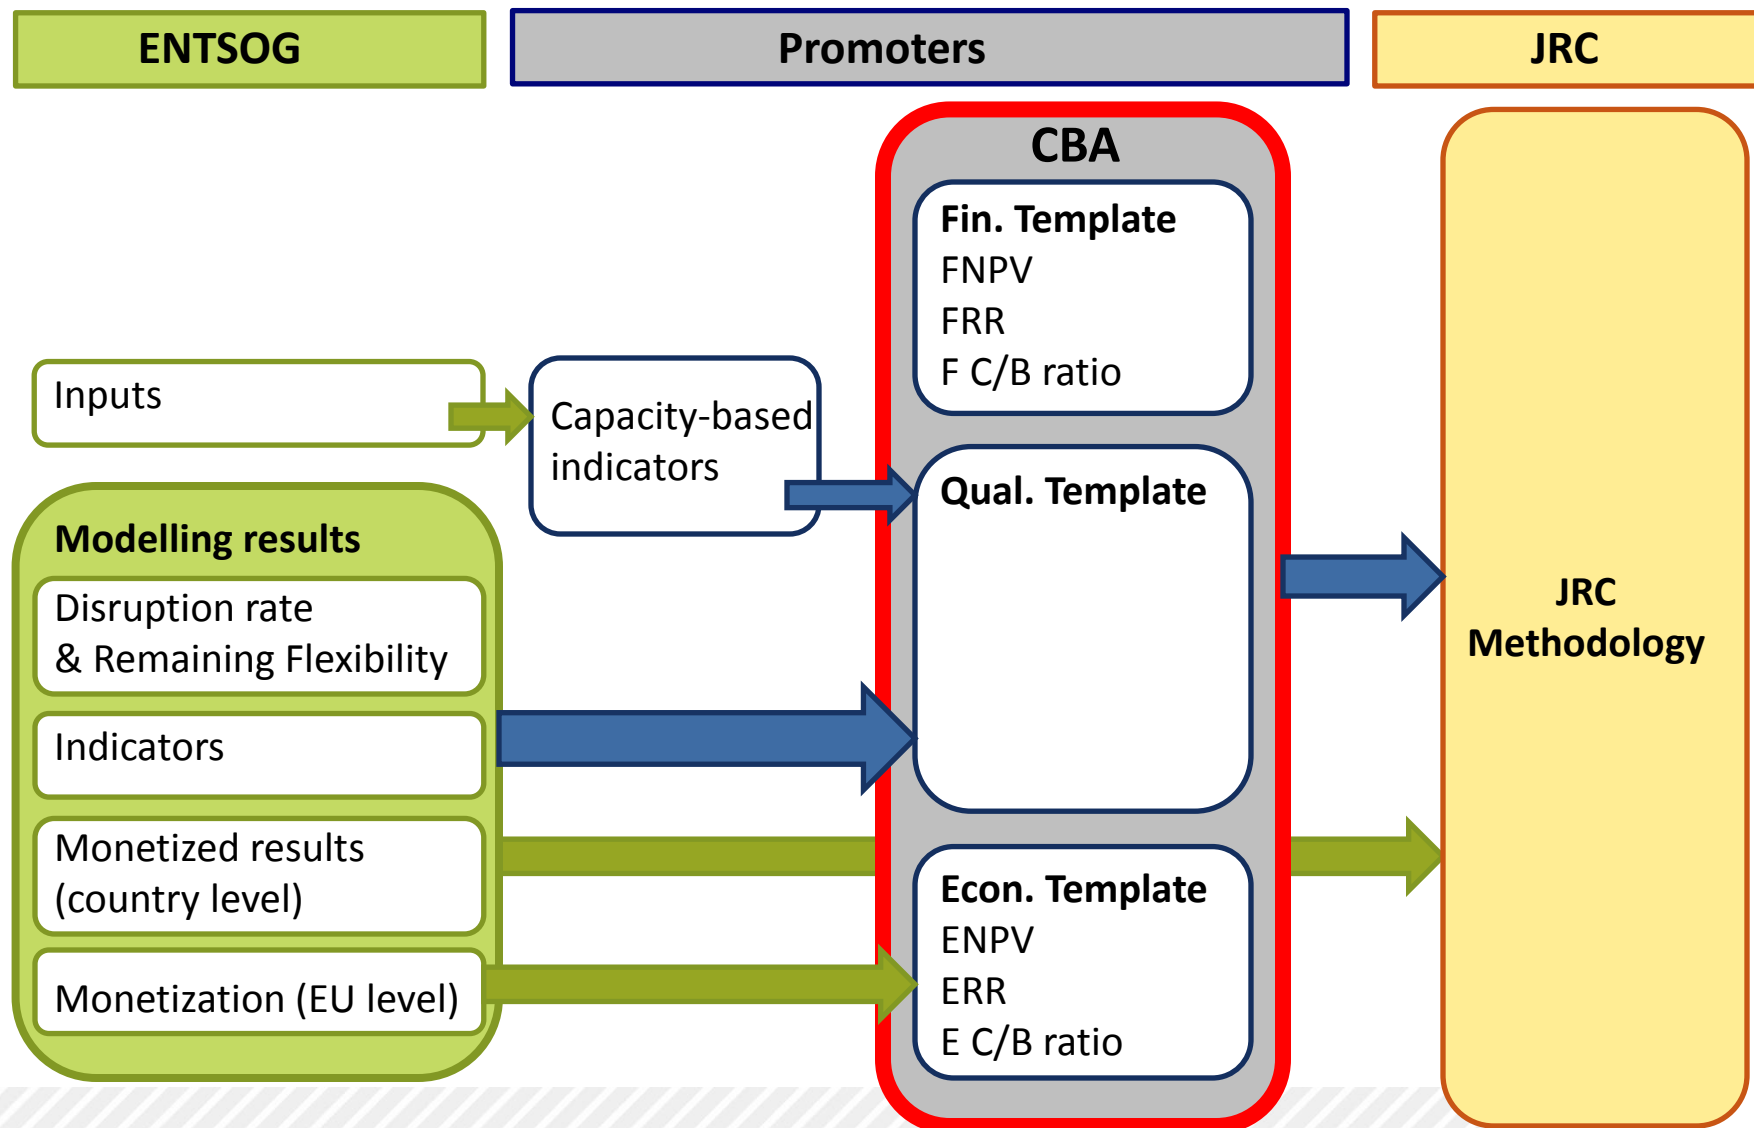 ENTSOG
Promoters
JRC
CBA
Fin. Template
FNPV
FRR
F C/B ratio
Inputs
Capacity-based
indicators
Qual. Template
Modelling results
Disruption rate
& Remaining Flexibility
Indicators
Monetized results
(country level)
Monetization (EU level)
Econ. Template
ENPV
ERR
E C/B ratio
JRC
Methodology